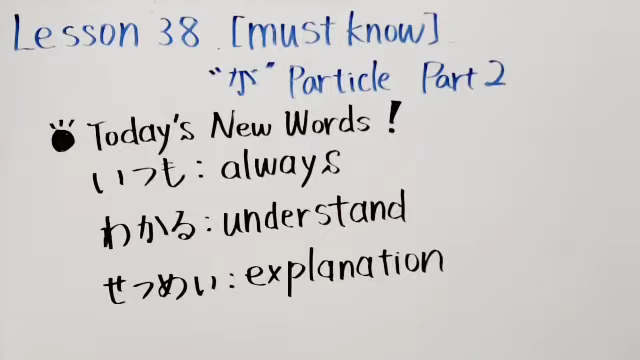 Lesson 38 [must know]
"が" Particle Part 2
Today's New Words!
いつも: always
わかる: understand
せつめい: explanation